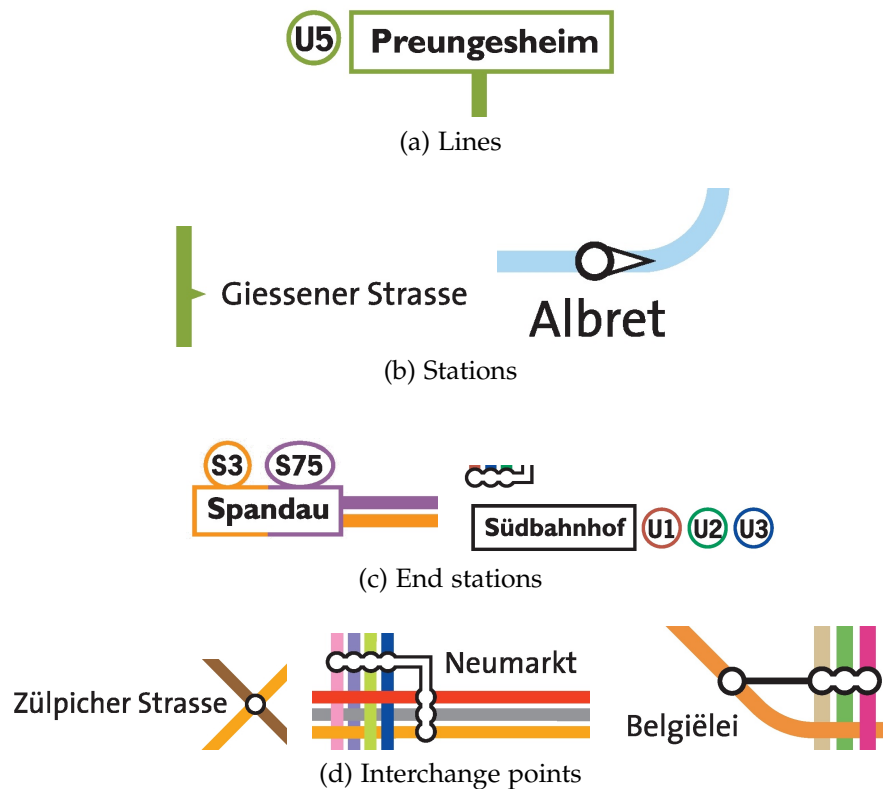 U5 Preungesheim
(a) Lines
Giessener Strasse
Albret
(b) Stations
S3 S75
Spandau
Südbahnhof U1 U2 U3
(c) End stations
Zülpicher Strasse
Neumarkt
Belgiëlei
(d) Interchange points